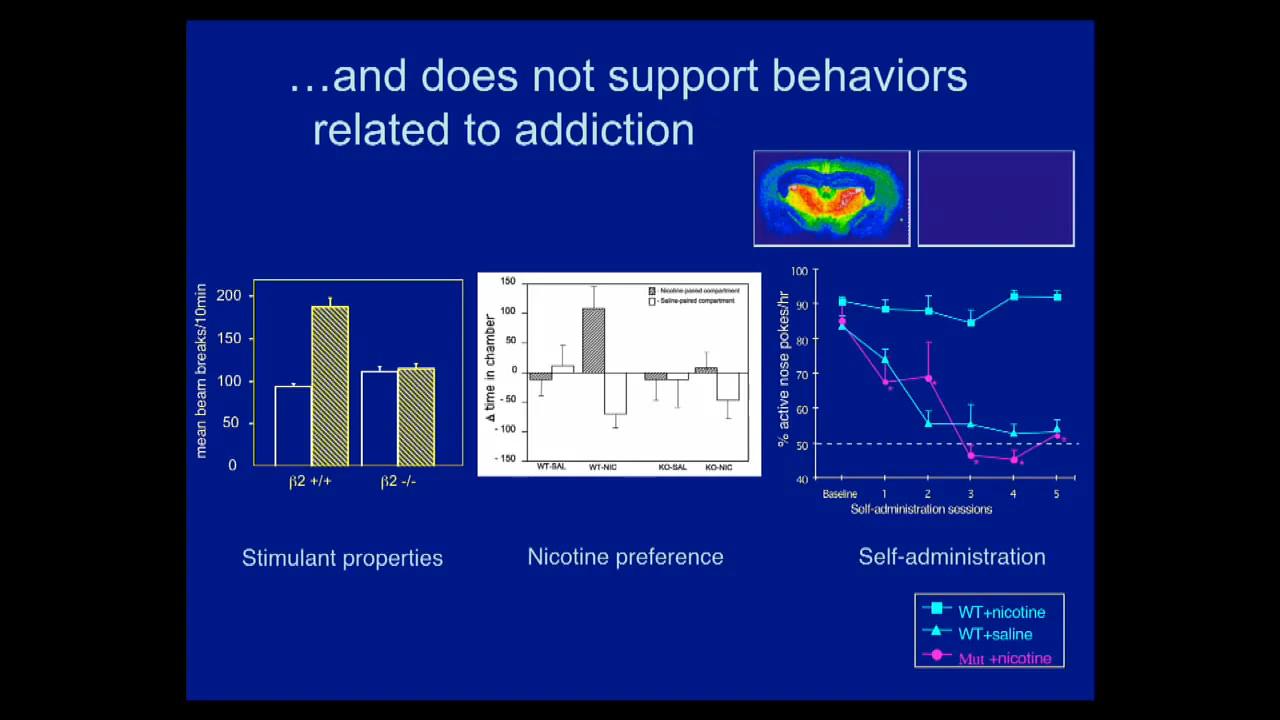 …and does not support behaviors
related to addiction
mean beam breaks/10min
200
150
100
50
0
β2 +/+
β2 -/-
Stimulant properties
Δ time in chamber
150
100
50
0
- 50
- 100
- 150
- Nicotine-paired compartment
- Saline-paired compartment
WT-SAL
WT-NIC
KO-SAL
KO-NIC
Nicotine preference
% active nose pokes/hr
100
90
80
70
60
50
40
*
*
*
*
*
Baseline 1 2 3 4 5
Self-administration sessions
Self-administration
WT+nicotine
WT+saline
Mut +nicotine